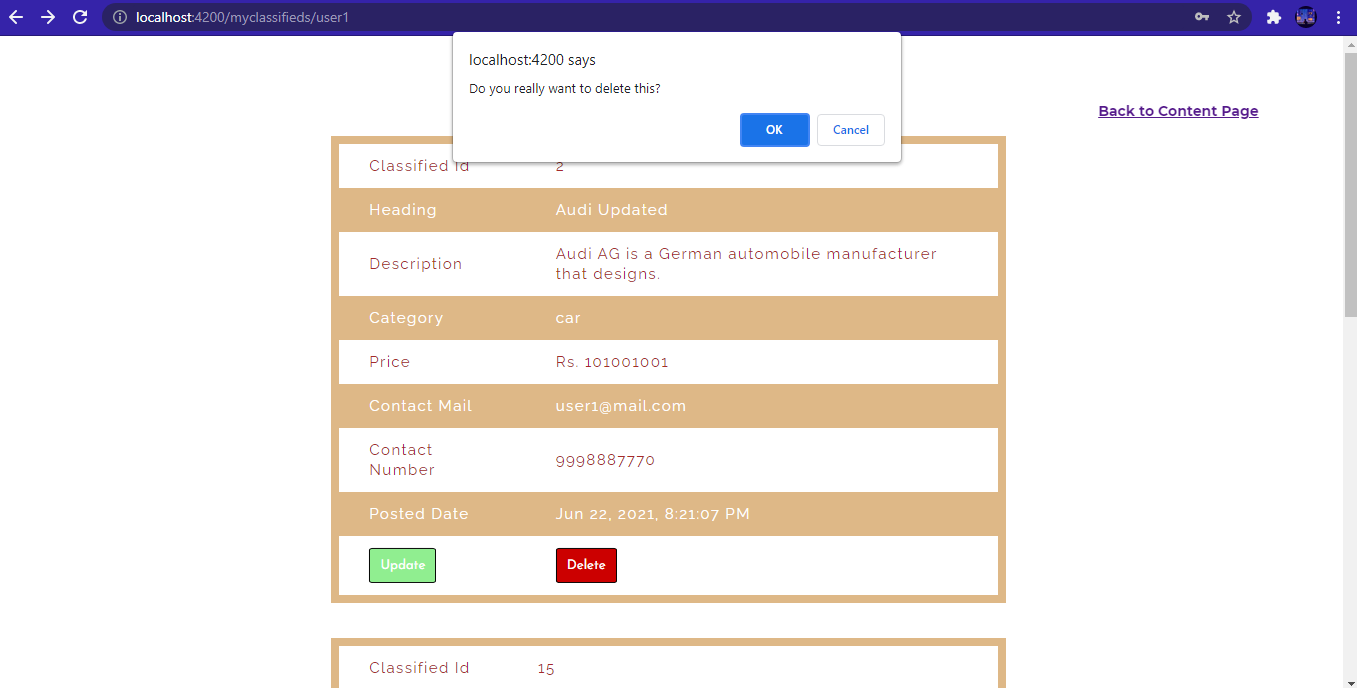 localhost:4200/myclassifieds/user1
localhost:4200 says
Do you really want to delete this?
OK Cancel
Back to Content Page
Classified Id 2
Heading Audi Updated
Description Audi AG is a German automobile manufacturer
that designs.
Category car
Price Rs. 101001001
Contact Mail user1@mail.com
Contact
Number 9998887770
Posted Date Jun 22, 2021, 8:21:07 PM
Update Delete
Classified Id 15